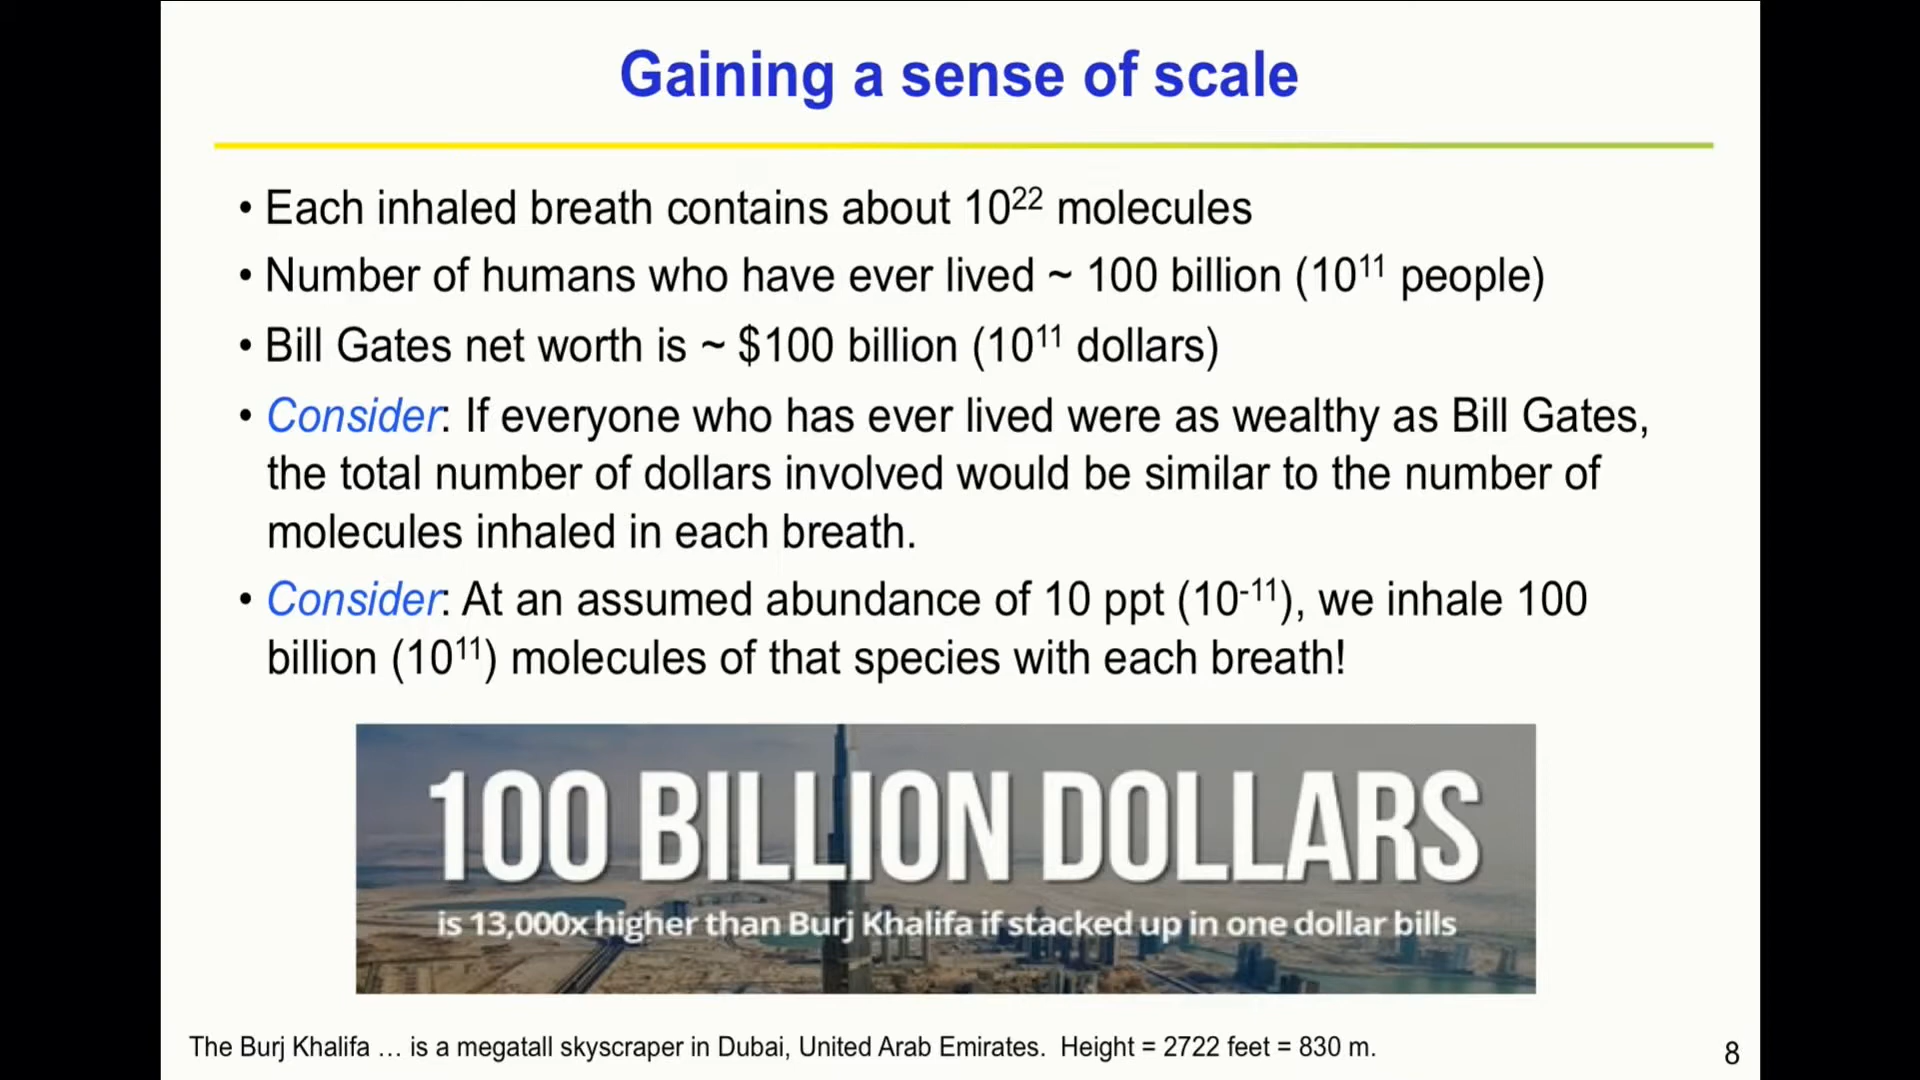 Gaining a sense of scale
• Each inhaled breath contains about 10²² molecules
• Number of humans who have ever lived ~ 100 billion (10¹¹ people)
• Bill Gates net worth is ~ $100 billion (10¹¹ dollars)
• Consider: If everyone who has ever lived were as wealthy as Bill Gates,
the total number of dollars involved would be similar to the number of
molecules inhaled in each breath.
• Consider: At an assumed abundance of 10 ppt (10⁻¹¹), we inhale 100
billion (10¹¹) molecules of that species with each breath!
100 BILLION DOLLARS
is 13,000x higher than Burj Khalifa if stacked up in one dollar bills
The Burj Khalifa … is a megatall skyscraper in Dubai, United Arab Emirates. Height = 2722 feet = 830 m.
8